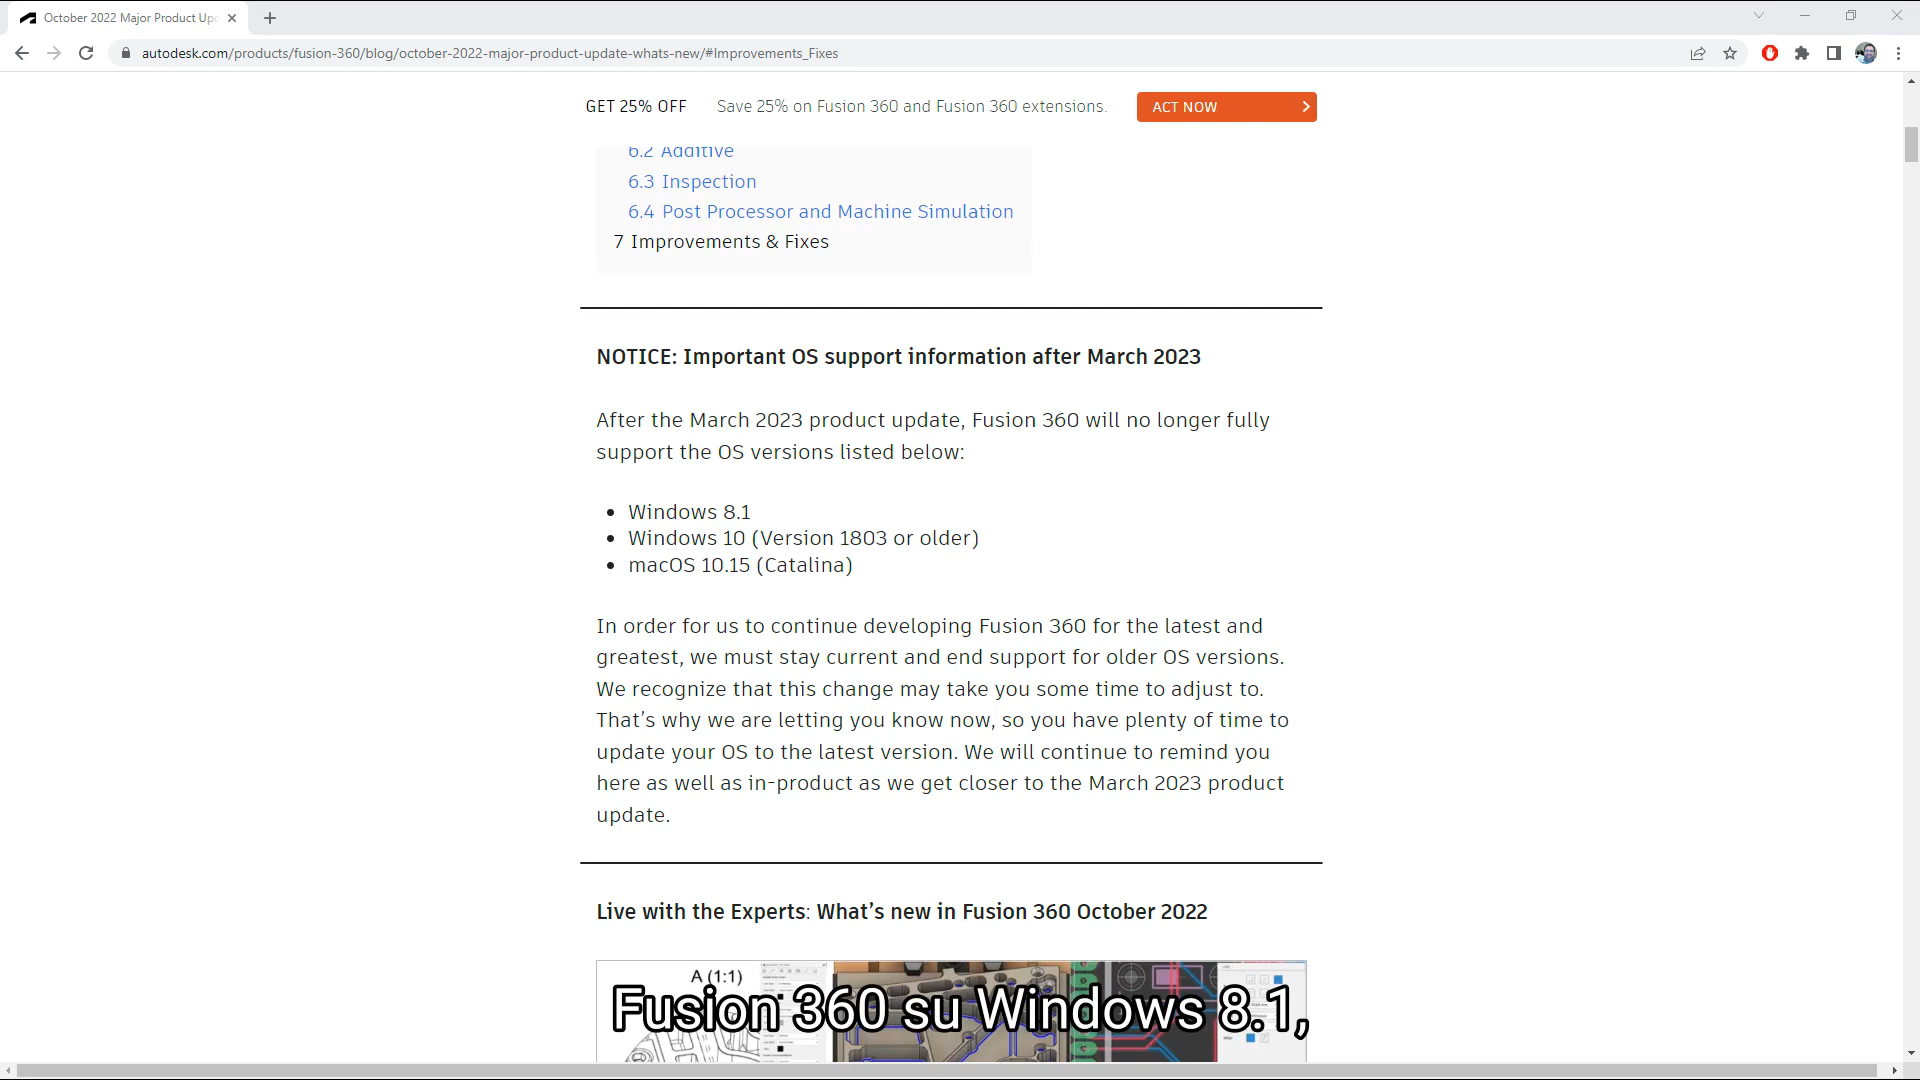 October 2022 Major Product Up
autodesk.com/products/fusion-360/blog/october-2022-major-product-update-whats-new/#Improvements_Fixes
GET 25% OFF Save 25% on Fusion 360 and Fusion 360 extensions. ACT NOW
6.2 Additive
6.3 Inspection
6.4 Post Processor and Machine Simulation
7 Improvements & Fixes
NOTICE: Important OS support information after March 2023
After the March 2023 product update, Fusion 360 will no longer fully
support the OS versions listed below:
• Windows 8.1
• Windows 10 (Version 1803 or older)
• macOS 10.15 (Catalina)
In order for us to continue developing Fusion 360 for the latest and
greatest, we must stay current and end support for older OS versions.
We recognize that this change may take you some time to adjust to.
That’s why we are letting you know now, so you have plenty of time to
update your OS to the latest version. We will continue to remind you
here as well as in-product as we get closer to the March 2023 product
update.
Live with the Experts: What’s new in Fusion 360 October 2022
A (1:1)
Fusion 360 su Windows 8.1,